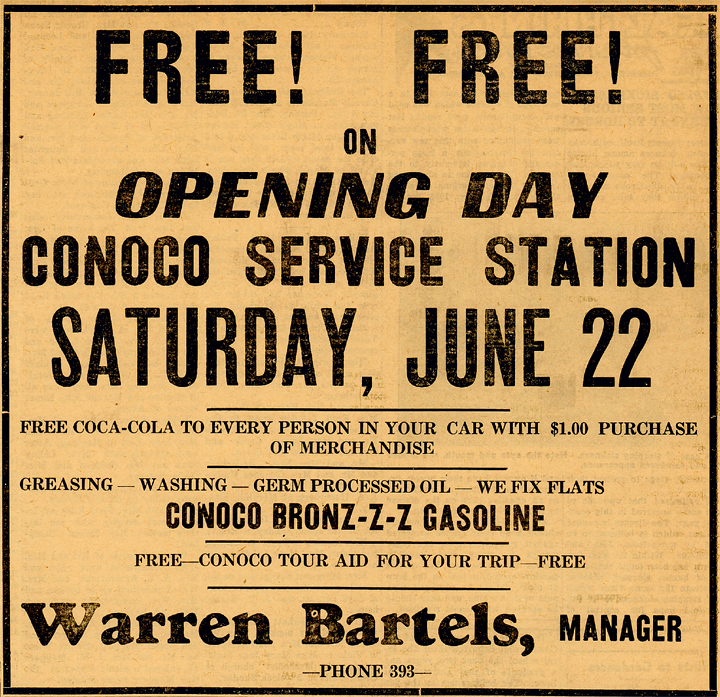 FREE! FREE!
ON
OPENING DAY
CONOCO SERVICE STATION
SATURDAY, JUNE 22
FREE COCA-COLA TO EVERY PERSON IN YOUR CAR WITH $1.00 PURCHASE
OF MERCHANDISE
GREASING — WASHING — GERM PROCESSED OIL — WE FIX FLATS
CONOCO BRONZ-Z-Z GASOLINE
FREE—CONOCO TOUR AID FOR YOUR TRIP—FREE
Warren Bartels, MANAGER
—PHONE 393—